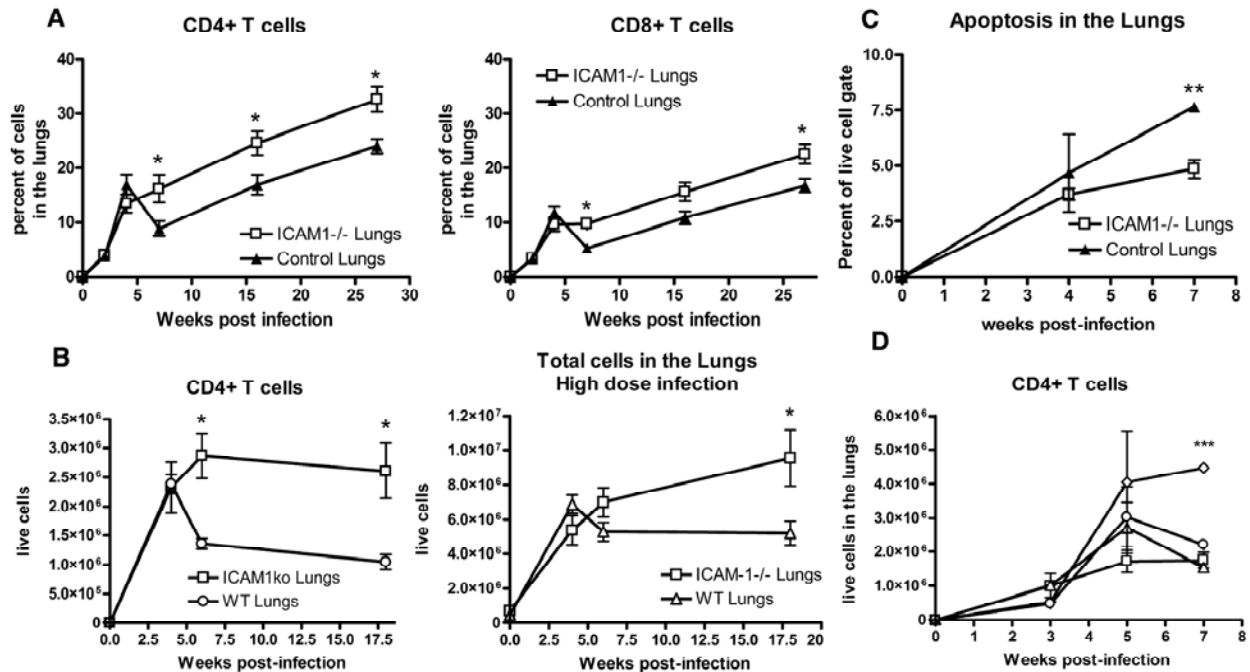 A
CD4+ T cells
percent of cells
in the lungs
40
30
20
10
0
0 5 10 15 20 25 30
Weeks post infection
* * *
ICAM1-/- Lungs
Control Lungs
CD8+ T cells
percent of cells
in the lungs
40
30
20
10
0
0 5 10 15 20 25
Weeks post infection
* *
ICAM1-/- Lungs
Control Lungs
C
Apoptosis in the Lungs
Percent of live cell gate
10.0
7.5
5.0
2.5
0.0
0 1 2 3 4 5 6 7 8
weeks post-infection
**
ICAM1-/- Lungs
Control Lungs
B
CD4+ T cells
live cells
3.5×10⁶
3.0×10⁶
2.5×10⁶
2.0×10⁶
1.5×10⁶
1.0×10⁶
5.0×10⁵
0.0
0.0 2.5 5.0 7.5 10.0 12.5 15.0 17.5
Weeks post-infection
* *
ICAM1ko Lungs
WT Lungs
Total cells in the Lungs
High dose infection
live cells
1.2×10⁷
1.0×10⁷
8.0×10⁶
6.0×10⁶
4.0×10⁶
2.0×10⁶
0.0
0.0 2.5 5.0 7.5 10.0 12.5 15.0 17.5 20
Weeks post-infection
*
ICAM-1-/- Lungs
WT Lungs
D
CD4+ T cells
live cells in the lungs
6.0×10⁶
5.0×10⁶
4.0×10⁶
3.0×10⁶
2.0×10⁶
1.0×10⁶
0
0 1 2 3 4 5 6 7 8
Weeks post-infection
***